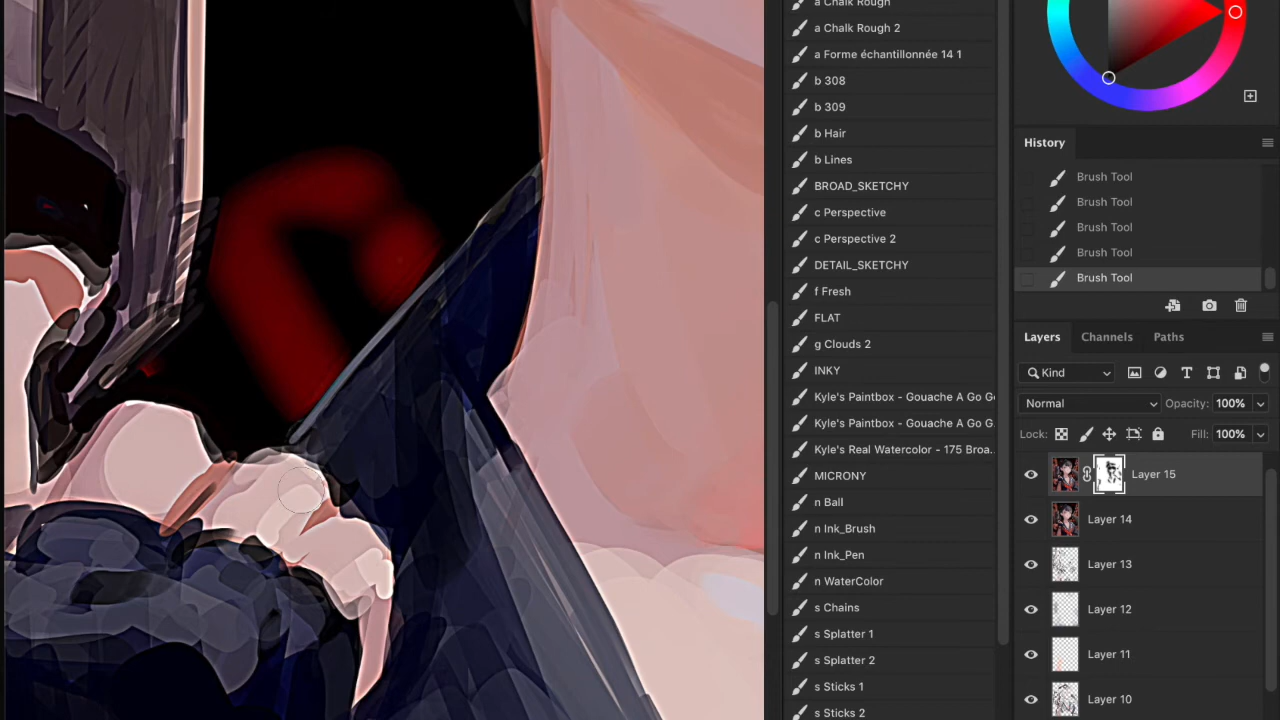 a Chalk Rough
a Chalk Rough 2
a Forme échantillonnée 14 1
b 308
b 309
b Hair
b Lines
BROAD_SKETCHY
c Perspective
c Perspective 2
DETAIL_SKETCHY
f Fresh
FLAT
g Clouds 2
INKY
Kyle's Paintbox - Gouache A Go G
Kyle's Paintbox - Gouache A Go G.
Kyle's Real Watercolor - 175 Broa...
MICRONY
n Ball
n Ink_Brush
n Ink_Pen
n WaterColor
s Chains
s Splatter 1
s Splatter 2
s Sticks 1
s Sticks 2
History
Brush Tool
Brush Tool
Brush Tool
Brush Tool
Brush Tool
Layers Channels Paths
Kind
Normal Opacity: 100%
Lock: Fill: 100%
Layer 15
Layer 14
Layer 13
Layer 12
Layer 11
Layer 10